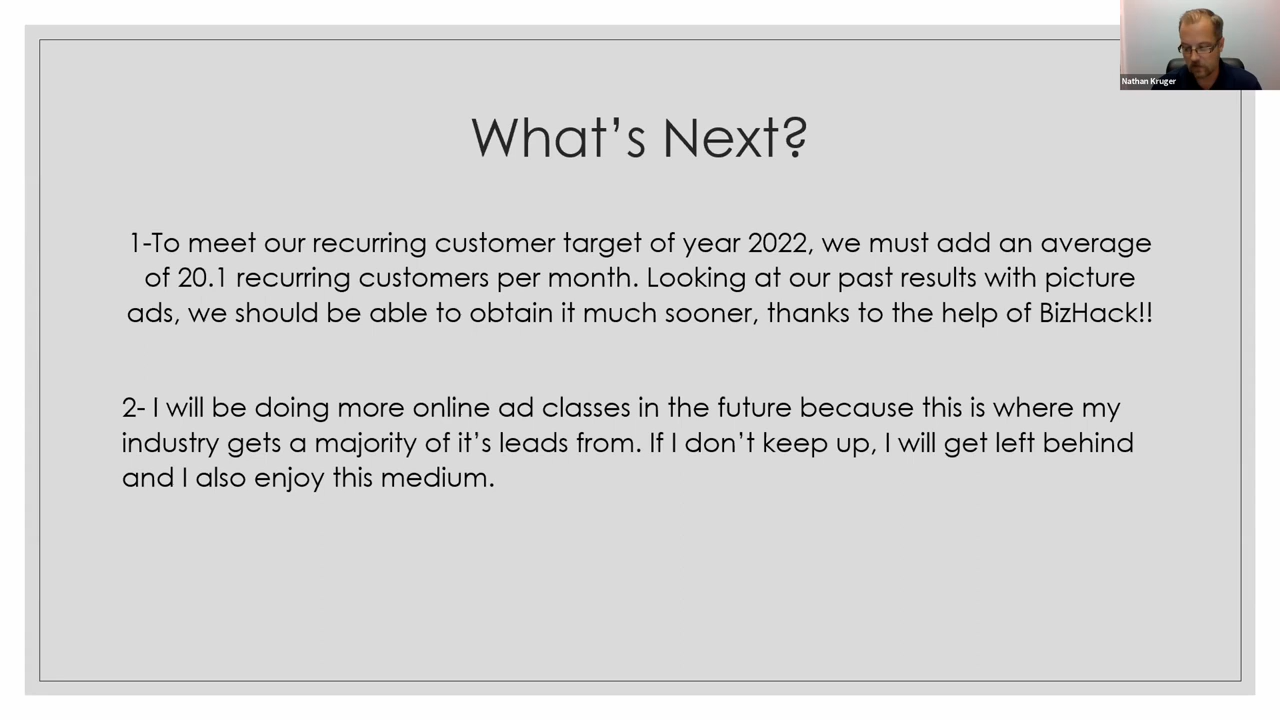 Nathan Kruger
What's Next?
1-To meet our recurring customer target of year 2022, we must add an average
of 20.1 recurring customers per month. Looking at our past results with picture
ads, we should be able to obtain it much sooner, thanks to the help of BizHack!!
2- I will be doing more online ad classes in the future because this is where my
industry gets a majority of it's leads from. If I don't keep up, I will get left behind
and I also enjoy this medium.